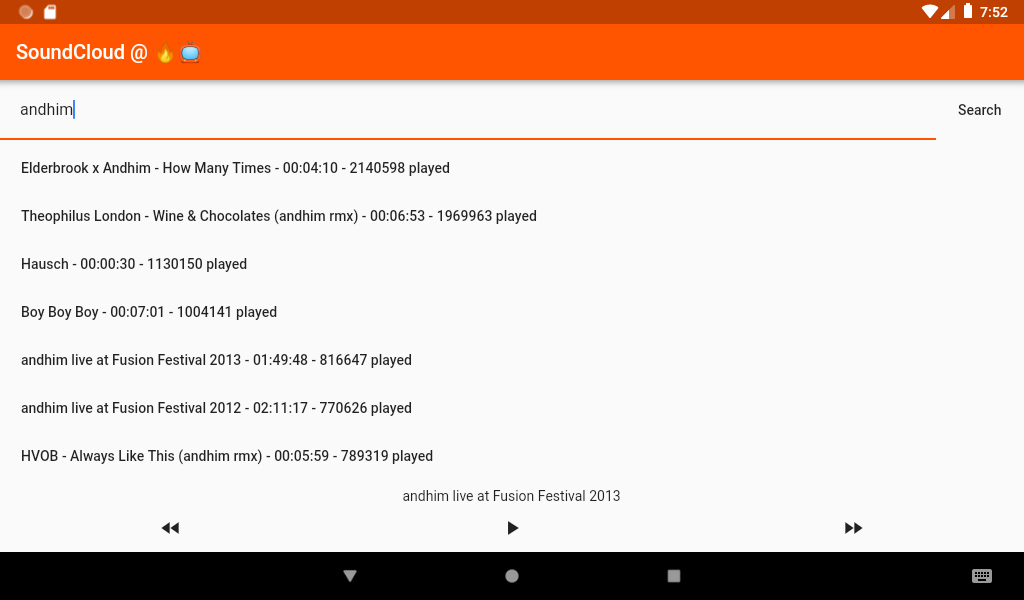 7:52
SoundCloud @ 🔥📺
andhim
Search
Elderbrook x Andhim - How Many Times - 00:04:10 - 2140598 played
Theophilus London - Wine & Chocolates (andhim rmx) - 00:06:53 - 1969963 played
Hausch - 00:00:30 - 1130150 played
Boy Boy Boy - 00:07:01 - 1004141 played
andhim live at Fusion Festival 2013 - 01:49:48 - 816647 played
andhim live at Fusion Festival 2012 - 02:11:17 - 770626 played
HVOB - Always Like This (andhim rmx) - 00:05:59 - 789319 played
andhim live at Fusion Festival 2013